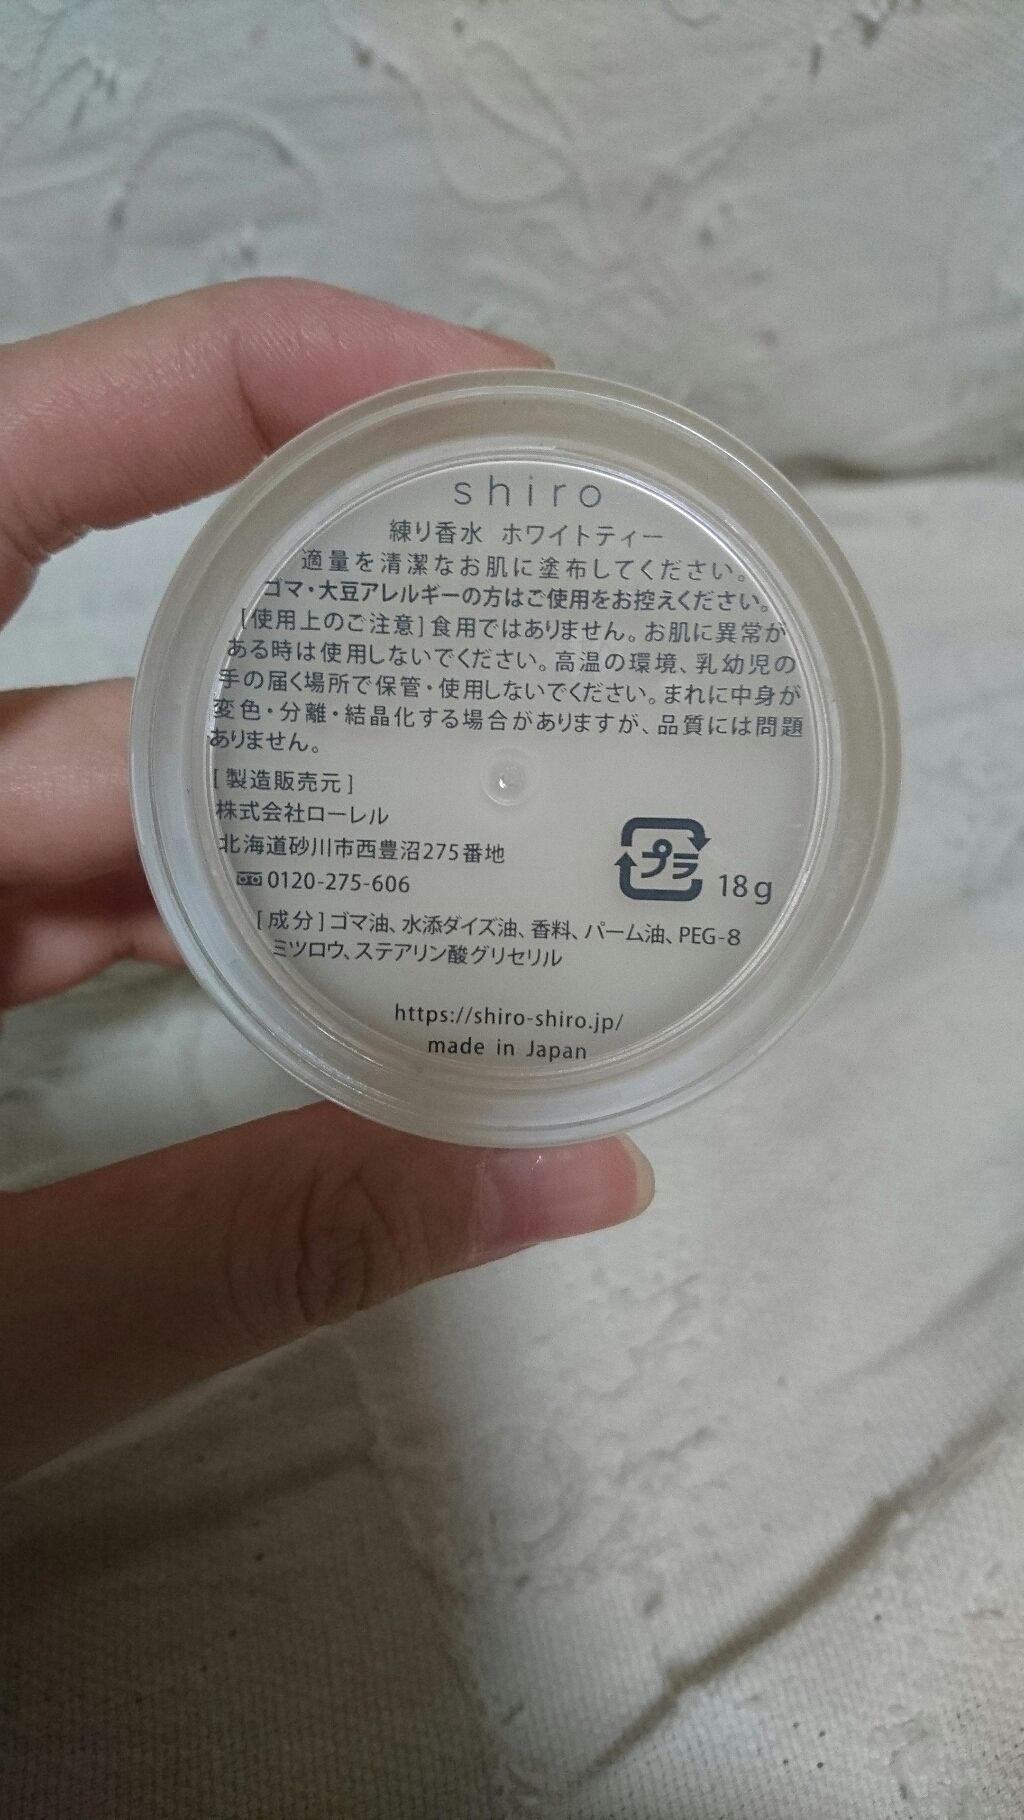 shiro
練り香水 ホワイトティー
適量を清潔なお肌に塗布してください。
ゴマ・大豆アレルギーの方はご使用をお控えください。
[使用上のご注意]食用ではありません。お肌に異常が
ある時は使用しないでください。高温の環境、乳幼児の
手の届く場所で保管・使用しないでください。まれに中身が
変色・分離・結晶化する場合がありますが、品質には問題
ありません。
[製造販売元]
株式会社ローレル
北海道砂川市西豊沼275番地
0120-275-606
プラ 18g
[成分]ゴマ油、水添ダイズ油、香料、パーム油、PEG-8
ミツロウ、ステアリン酸グリセリル
https://shiro-shiro.jp/
made in Japan